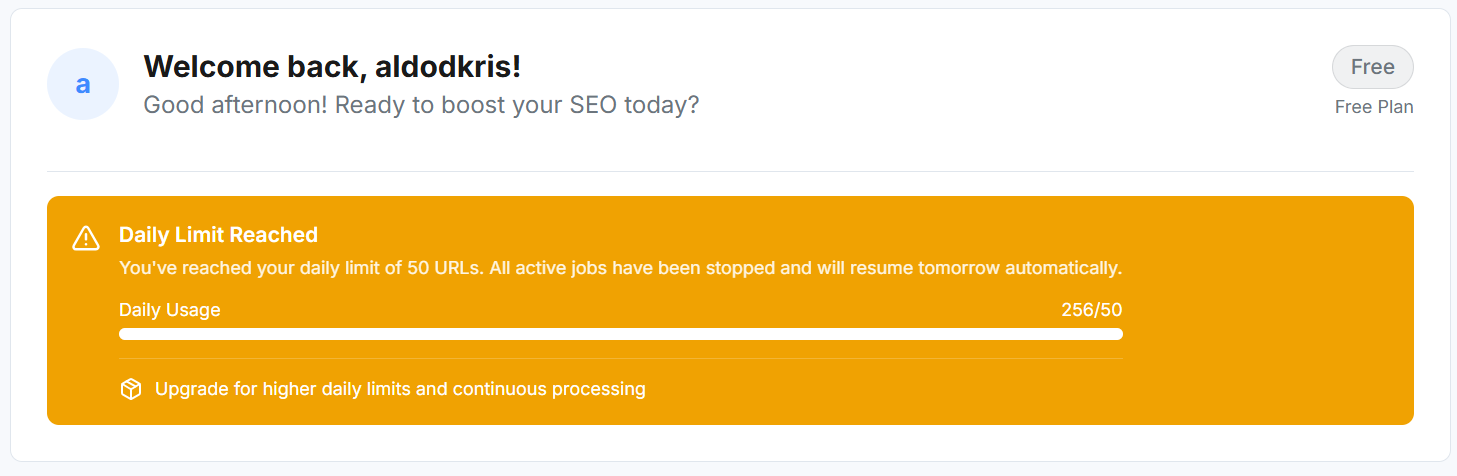 a
Welcome back, aldodkris!
Good afternoon! Ready to boost your SEO today?
Free
Free Plan
Daily Limit Reached
You've reached your daily limit of 50 URLs. All active jobs have been stopped and will resume tomorrow automatically.
Daily Usage 256/50
Upgrade for higher daily limits and continuous processing